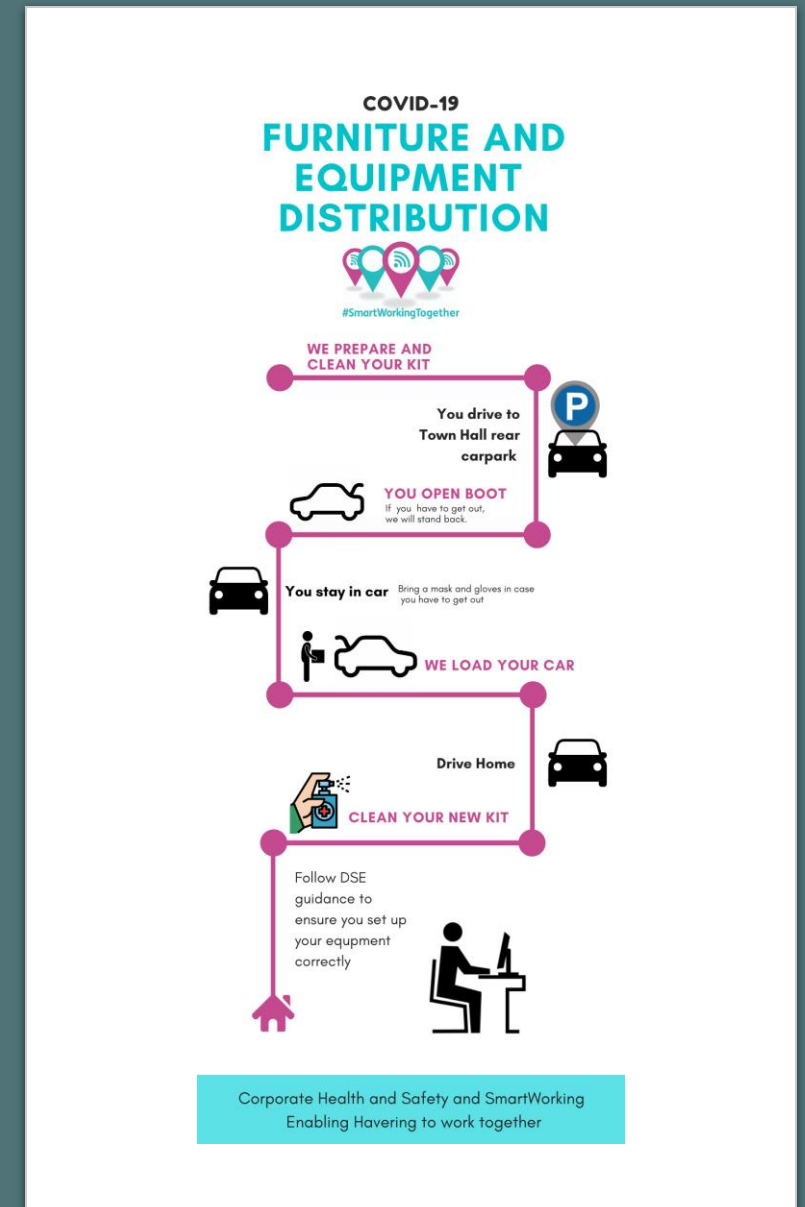 COVID-19
FURNITURE AND
EQUIPMENT
DISTRIBUTION
#SmartWorkingTogether
WE PREPARE AND
CLEAN YOUR KIT
P
You drive to
Town Hall rear
carpark
YOU OPEN BOOT
If you have to get out,
we will stand back.
You stay in car
Bring a mask and gloves in case
you have to get out
WE LOAD YOUR CAR
Drive Home
CLEAN YOUR NEW KIT
Follow DSE
guidance to
ensure you set up
your equpment
correctly
Corporate Health and Safety and SmartWorking
Enabling Havering to work together